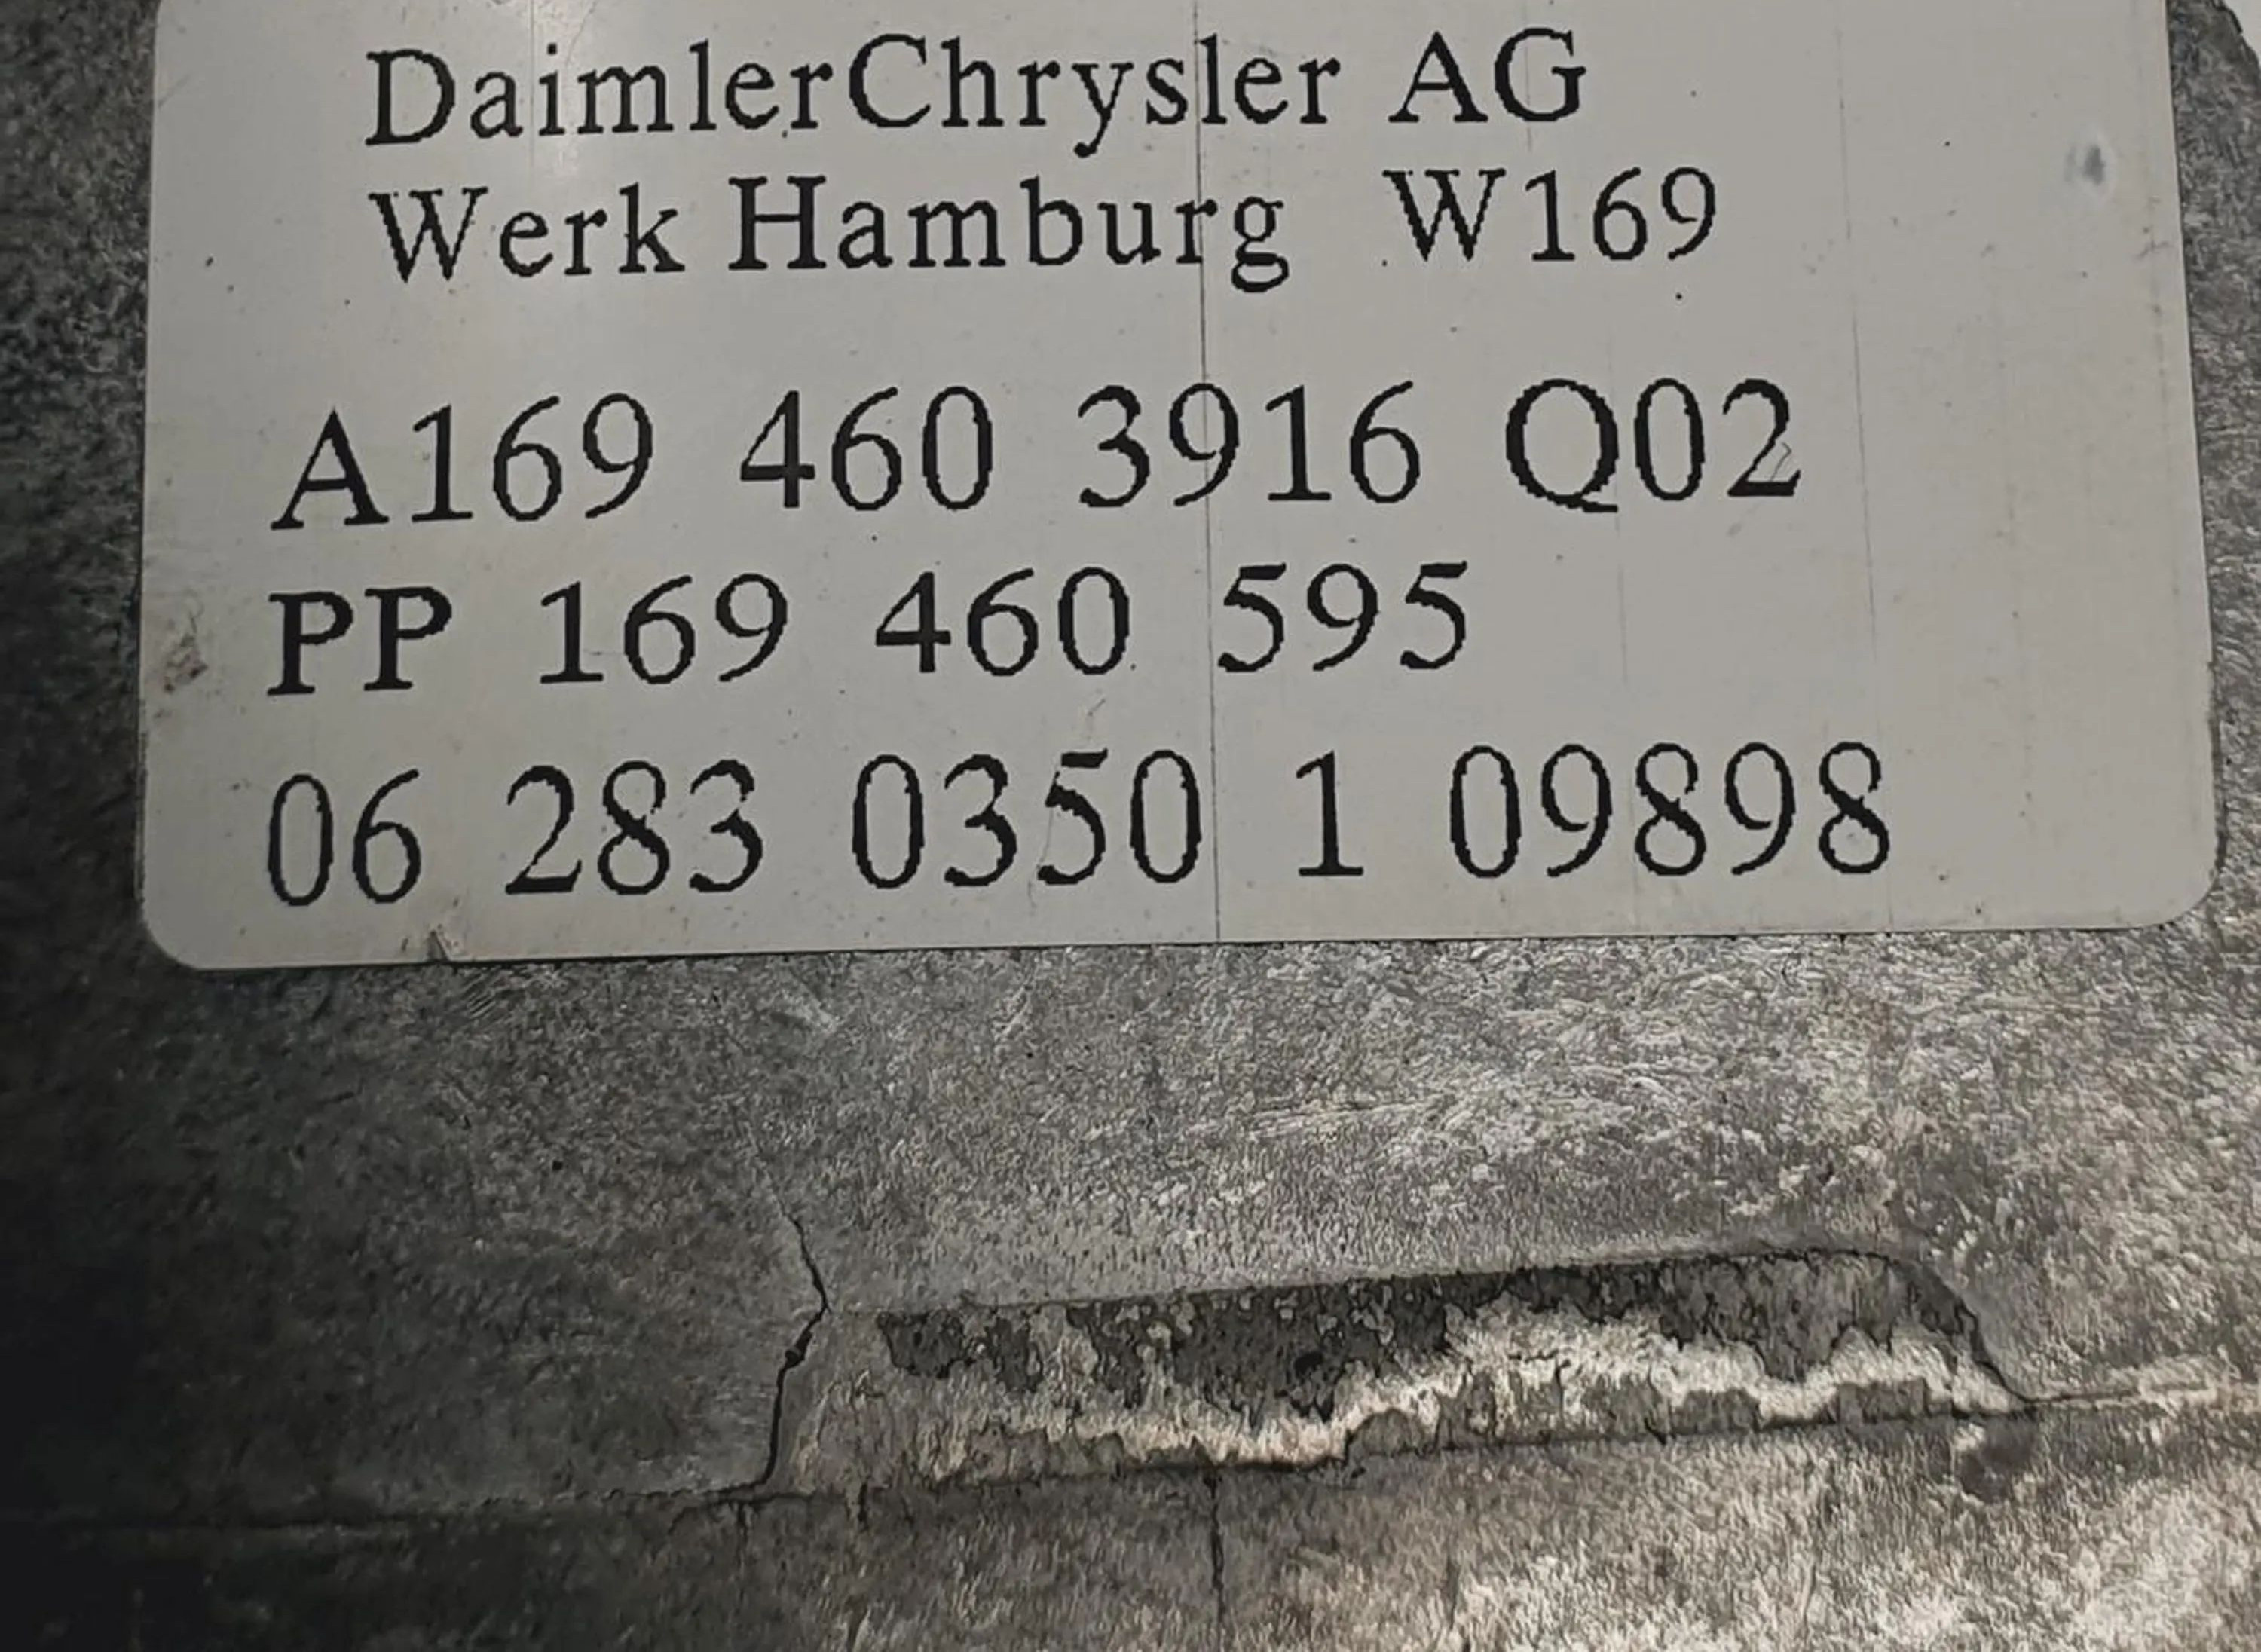 DaimlerChrysler AG
Werk Hamburg W169
A169 460 3916 Q02
PP 169 460 595
06 283 0350 1 09898